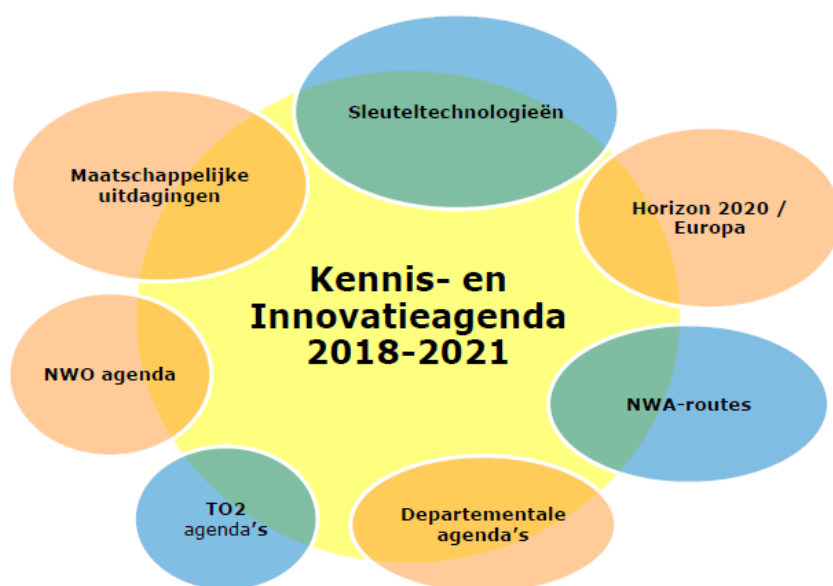 Sleuteltechnologieën
Maatschappelijke
uitdagingen
Horizon 2020 /
Europa
Kennis- en
Innovatieagenda
2018-2021
NWO agenda
NWA-routes
TO2
agenda’s
Departementale
agenda’s